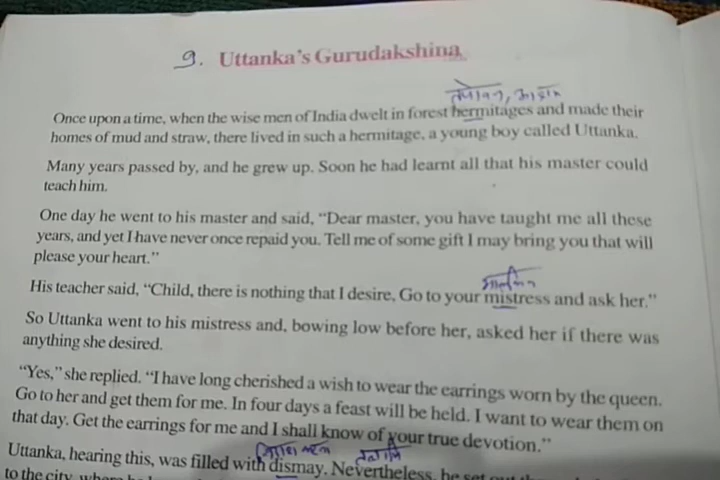 9. Uttanka's Gurudakshina
Once upon a time, when the wise men of India dwelt in forest hermitages and made their
homes of mud and straw, there lived in such a hermitage, a young boy called Uttanka.
Many years passed by, and he grew up. Soon he had learnt all that his master could
teach him.
One day he went to his master and said, "Dear master, you have taught me all these
years, and yet I have never once repaid you. Tell me of some gift I may bring you that will
please your heart."
His teacher said, "Child, there is nothing that I desire, Go to your mistress and ask her."
So Uttanka went to his mistress and, bowing low before her, asked her if there was
anything she desired.
"Yes," she replied. "I have long cherished a wish to wear the earrings worn by the queen.
Go to her and get them for me. In four days a feast will be held. I want to wear them on
that day. Get the earrings for me and I shall know of your true devotion."
Uttanka, hearing this, was filled with dismay. Nevertheless, he set out
to the city,